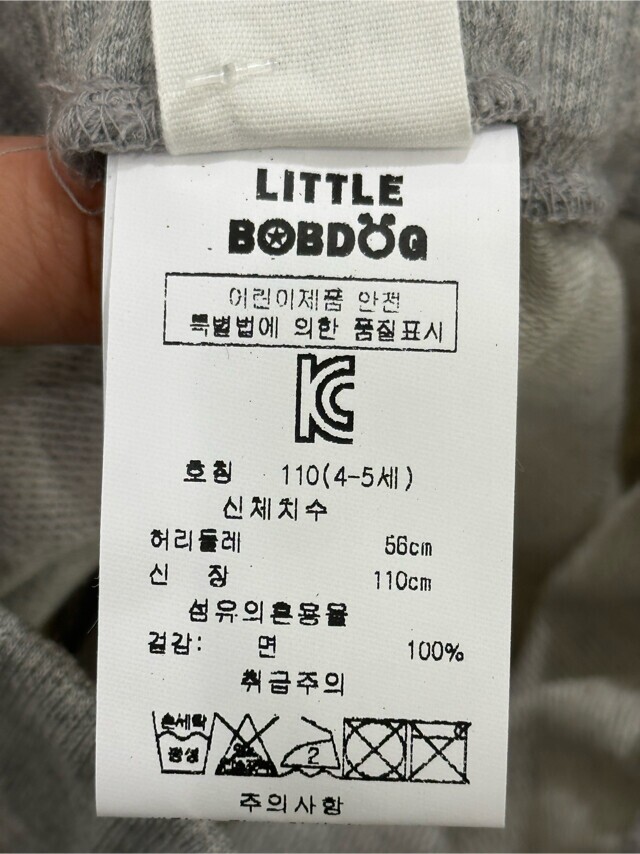 LITTLE
BOBDOG
어린이제품 안전
특별법에 의한 품질표시
KC
호칭 110(4-5세)
신체치수
허리둘레 56cm
신 장 110cm
섬유의혼용율
겉감: 면 100%
취급주의
손세탁
중성
2
주의사항